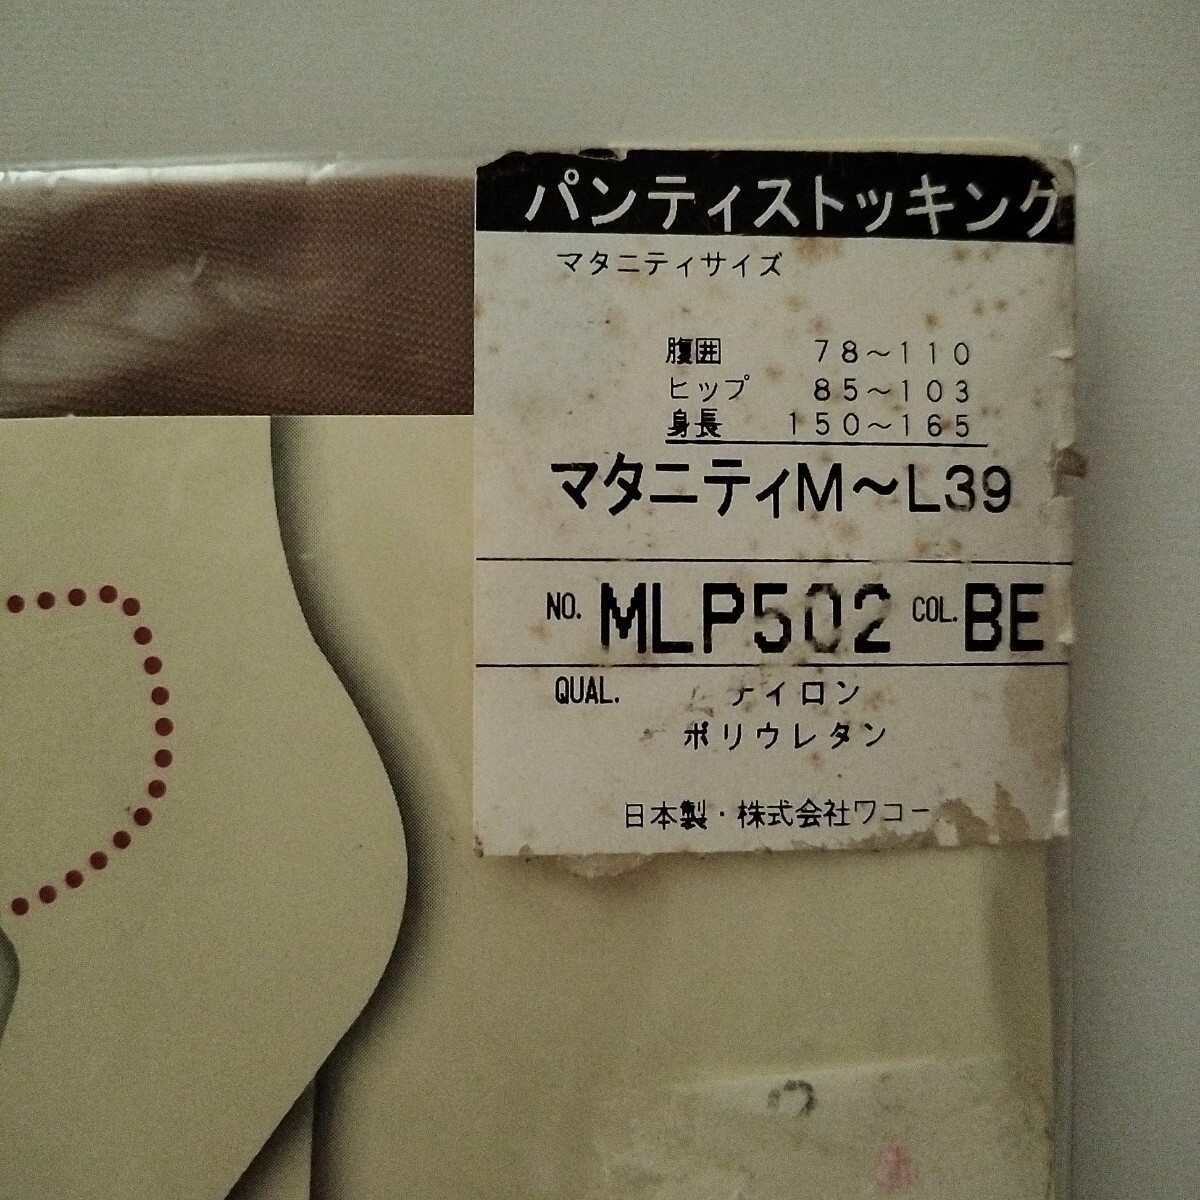 パンティストッキング
マタニティサイズ
腹囲 78〜110
ヒップ 85〜103
身長 150〜165
マタニティM〜L39
NO. MLP502 COL. BE
QUAL. ナイロン
ポリウレタン
日本製・株式会社ワコー